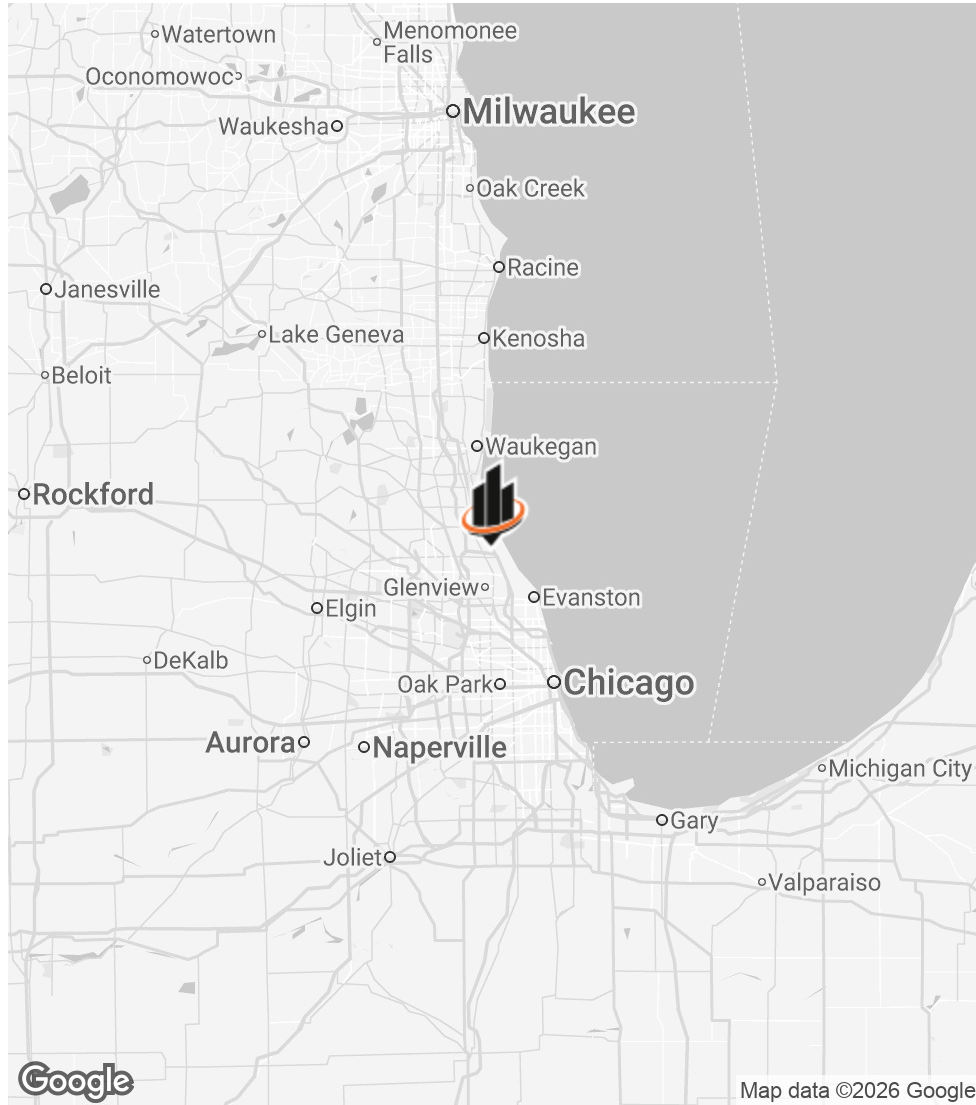 Watertown
Menomonee
Falls
Oconomowoc
Milwaukee
Waukesha
Oak Creek
Racine
Janesville
Lake Geneva
Kenosha
Beloit
Waukegan
Rockford
Glenview
Evanston
Elgin
DeKalb
Oak Park
Chicago
Aurora
Naperville
Michigan City
Gary
Joliet
Valparaiso
Google
Map data ©2026 Google